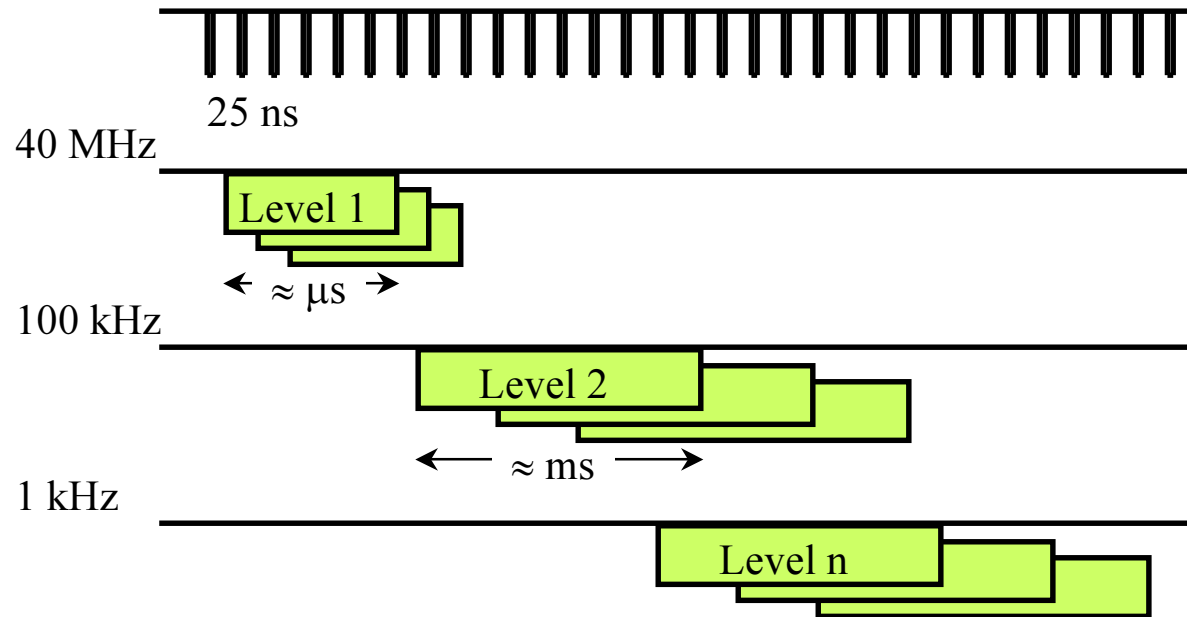 25 ns
40 MHz
Level 1
≈ μs
100 kHz
Level 2
≈ ms
1 kHz
Level n